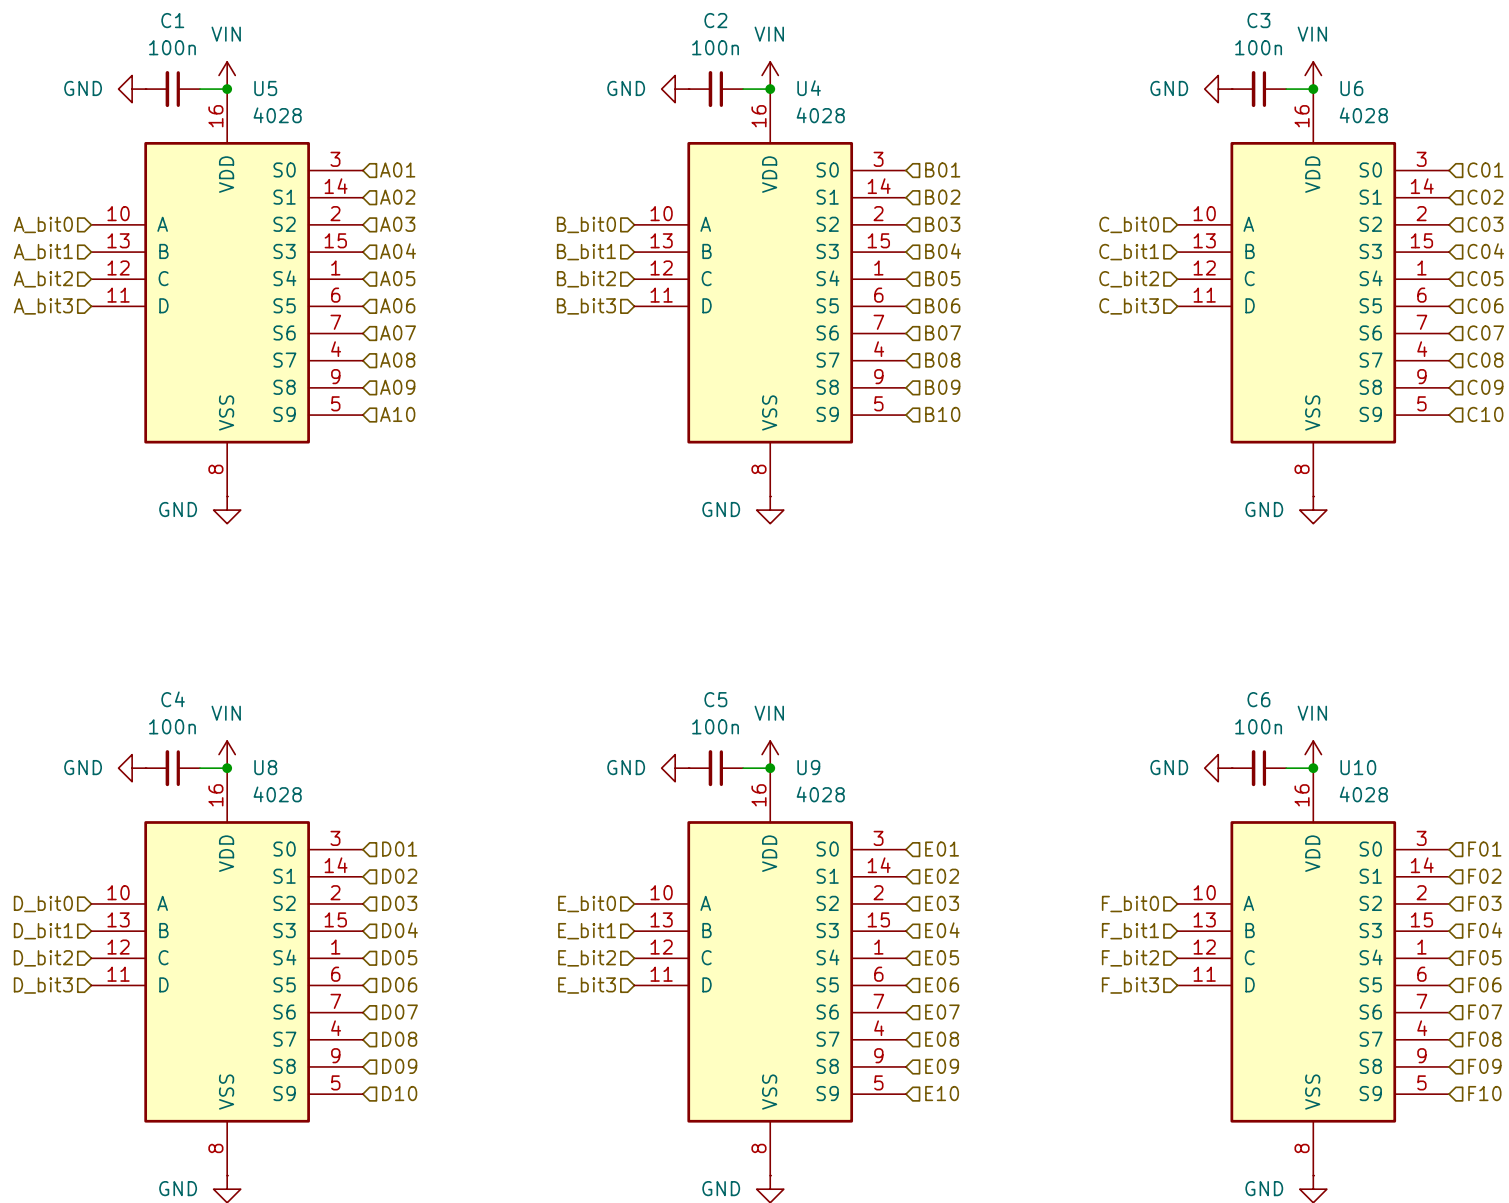 C1 VIN C2 VIN C3 VIN
100n 100n 100n
GND U5 GND U4 GND U6
16 4028 16 4028 16 4028
VDD S0 3 A01 VDD S0 3 B01 VDD S0 3 C01
S1 14 A02 S1 14 B02 S1 14 C02
A_bit0 10 A S2 2 A03 B_bit0 10 A S2 2 B03 C_bit0 10 A S2 2 C03
A_bit1 13 B S3 15 A04 B_bit1 13 B S3 15 B04 C_bit1 13 B S3 15 C04
A_bit2 12 C S4 1 A05 B_bit2 12 C S4 1 B05 C_bit2 12 C S4 1 C05
A_bit3 11 D S5 6 A06 B_bit3 11 D S5 6 B06 C_bit3 11 D S5 6 C06
S6 7 A07 S6 7 B07 S6 7 C07
S7 4 A08 S7 4 B08 S7 4 C08
S8 9 A09 S8 9 B09 S8 9 C09
VSS S9 5 A10 VSS S9 5 B10 VSS S9 5 C10
8 8 8
GND GND GND
C4 VIN C5 VIN C6 VIN
100n 100n 100n
GND U8 GND U9 GND U10
16 4028 16 4028 16 4028
VDD S0 3 D01 VDD S0 3 E01 VDD S0 3 F01
S1 14 D02 S1 14 E02 S1 14 F02
D_bit0 10 A S2 2 D03 E_bit0 10 A S2 2 E03 F_bit0 10 A S2 2 F03
D_bit1 13 B S3 15 D04 E_bit1 13 B S3 15 E04 F_bit1 13 B S3 15 F04
D_bit2 12 C S4 1 D05 E_bit2 12 C S4 1 E05 F_bit2 12 C S4 1 F05
D_bit3 11 D S5 6 D06 E_bit3 11 D S5 6 E06 F_bit3 11 D S5 6 F06
S6 7 D07 S6 7 E07 S6 7 F07
S7 4 D08 S7 4 E08 S7 4 F08
S8 9 D09 S8 9 E09 S8 9 F09
VSS S9 5 D10 VSS S9 5 E10 VSS S9 5 F10
8 8 8
GND GND GND